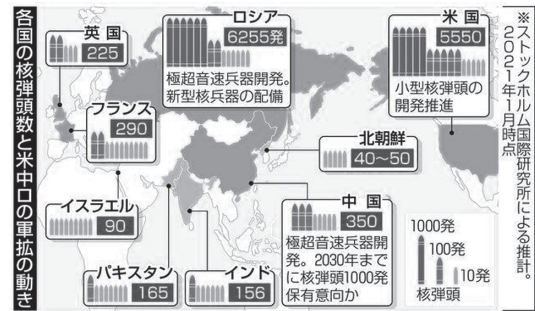 各国の核弾頭数と米中ロの軍拡の動き
英国
225
ロシア
6255発
極超音速兵器開発。
新型核兵器の配備
米国
5550
小型核弾頭の
開発推進
※ストックホルム国際研究所による推計。
2021年1月時点
フランス
290
北朝鮮
40〜50
イスラエル
90
中国
350
極超音速兵器開
発。2030年まで
に核弾頭1000発
保有意向か
パキスタン
165
インド
156
1000発
100発
10発
核弾頭